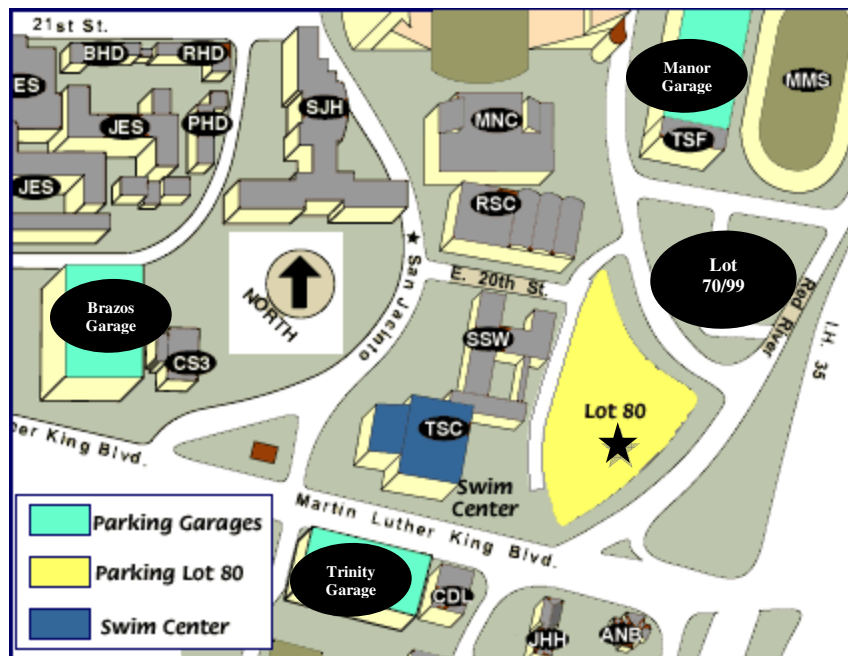 21st St.
BHD
RHD
ES
JES
PHD
SJH
MNC
Manor
Garage
MMS
TSF
JES
RSC
Lot
70/99
Red River
I.H. 35
San Jacinto
E. 20th St.
NORTH
Brazos
Garage
CS3
SSW
Lot 80
TSC
Swim
Center
her King Blvd.
Martin Luther King Blvd.
Parking Garages
Parking Lot 80
Swim Center
Trinity
Garage
CDL
JHH
ANB